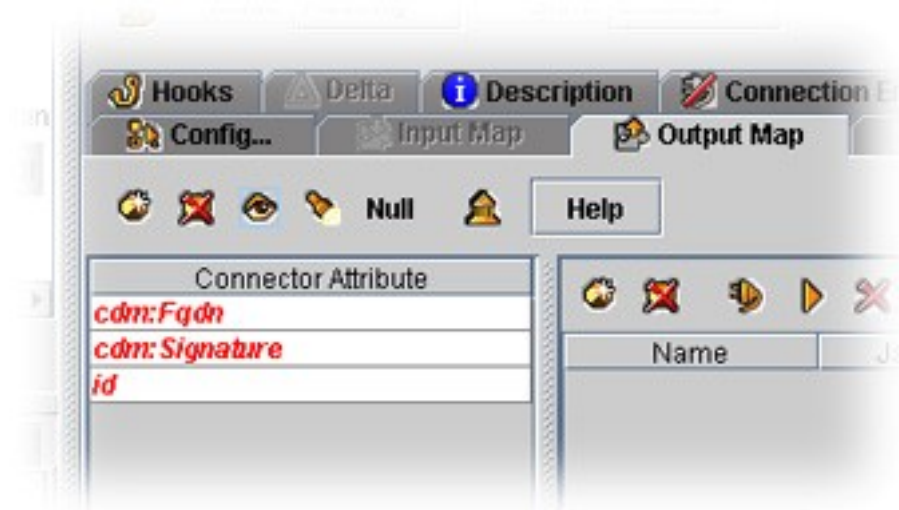 Hooks Delta Description Connection E
Config... Input Map Output Map
Null Help
Connector Attribute
cdm:Fqdn
cdm:Signature
id
Name Ja